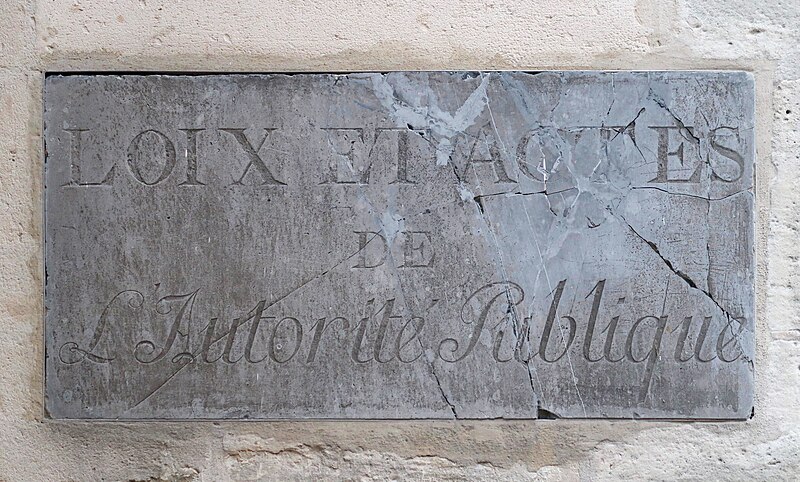 LOIX ET ACTES
DE
L'Autorité Publique